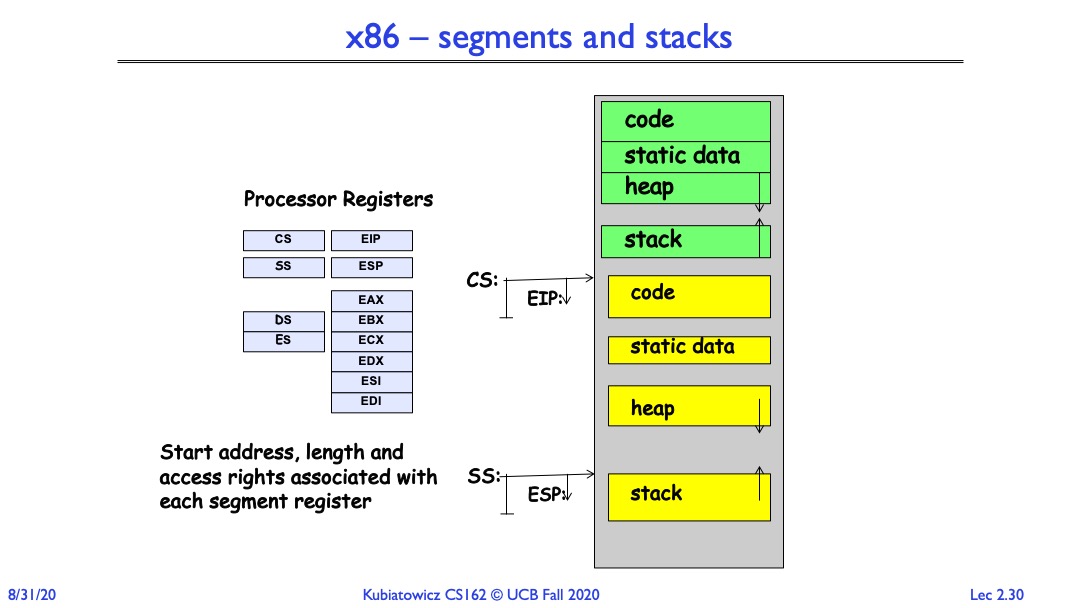 x86 – segments and stacks
Processor Registers
CS EIP
SS ESP
EAX
DS EBX
ES ECX
EDX
ESI
EDI
Start address, length and
access rights associated with
each segment register
CS:
EIP:
SS:
ESP:
code
static data
heap
stack
code
static data
heap
stack
8/31/20
Kubiatowicz CS162 © UCB Fall 2020
Lec 2.30